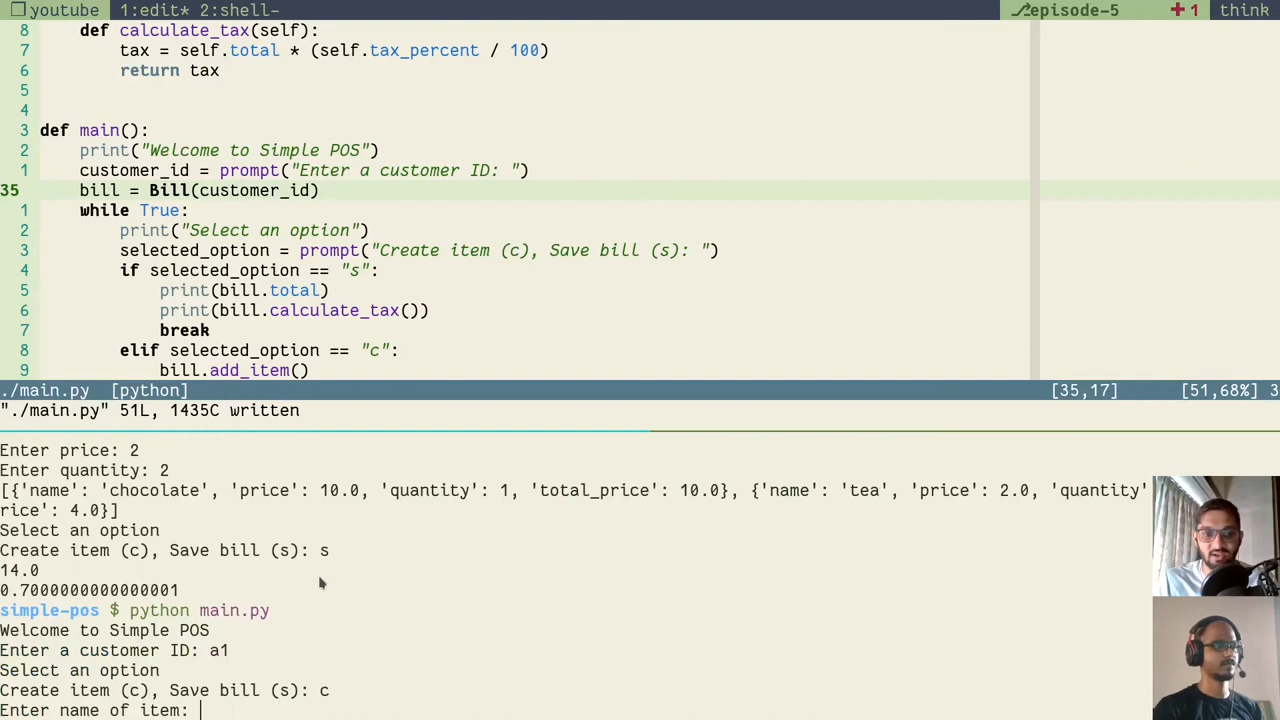 ❐ youtube 1:edit* 2:shell- ⎇episode-5 ✚1 think
8 def calculate_tax(self):
7 tax = self.total * (self.tax_percent / 100)
6 return tax
5
4
3 def main():
2 print("Welcome to Simple POS")
1 customer_id = prompt("Enter a customer ID: ")
35 bill = Bill(customer_id)
1 while True:
2 print("Select an option")
3 selected_option = prompt("Create item (c), Save bill (s): ")
4 if selected_option == "s":
5 print(bill.total)
6 print(bill.calculate_tax())
7 break
8 elif selected_option == "c":
9 bill.add_item()
./main.py [python] [35,17] [51,68%] 3
"./main.py" 51L, 1435C written
Enter price: 2
Enter quantity: 2
[{'name': 'chocolate', 'price': 10.0, 'quantity': 1, 'total_price': 10.0}, {'name': 'tea', 'price': 2.0, 'quantity'
rice': 4.0}]
Select an option
Create item (c), Save bill (s): s
14.0
0.7000000000000001
simple-pos $ python main.py
Welcome to Simple POS
Enter a customer ID: a1
Select an option
Create item (c), Save bill (s): c
Enter name of item: